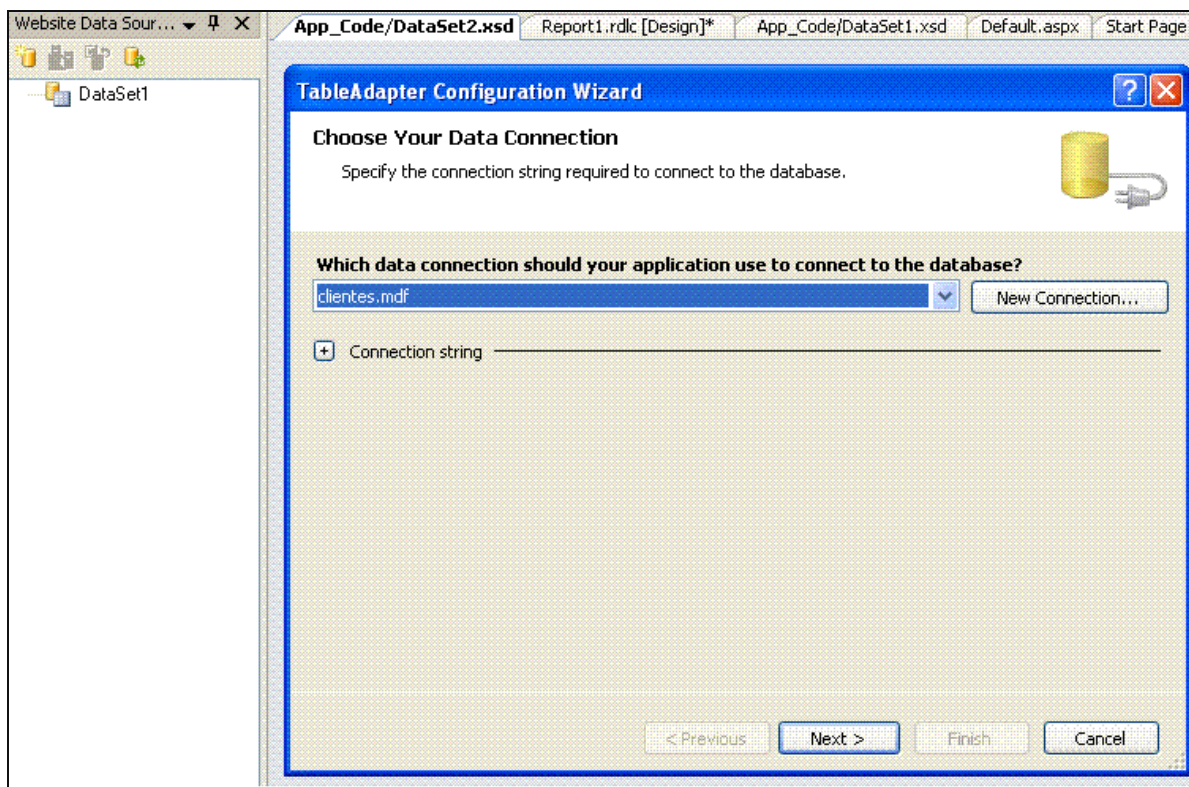 Website Data Sour...
App_Code/DataSet2.xsd
Report1.rdlc [Design]*
App_Code/DataSet1.xsd
Default.aspx
Start Page
DataSet1
TableAdapter Configuration Wizard
Choose Your Data Connection
Specify the connection string required to connect to the database.
Which data connection should your application use to connect to the database?
clientes.mdf
New Connection...
Connection string
< Previous
Next >
Finish
Cancel